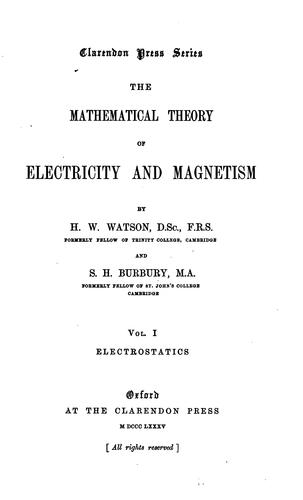 Clarendon Press Series
THE
MATHEMATICAL THEORY
OF
ELECTRICITY AND MAGNETISM
BY
H. W. WATSON, D.Sc., F.R.S.
FORMERLY FELLOW OF TRINITY COLLEGE, CAMBRIDGE
AND
S. H. BURBURY, M.A.
FORMERLY FELLOW OF ST. JOHN'S COLLEGE
CAMBRIDGE
VOL. I
ELECTROSTATICS
Oxford
AT THE CLARENDON PRESS
M DCCC LXXXV
[ All rights reserved ]